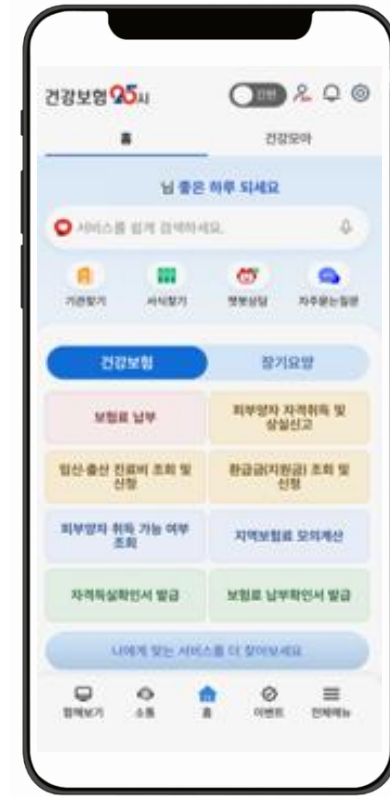 건강보험 25시
간편
홈
건강모아
님 좋은 하루 되세요
서비스를 쉽게 검색하세요.
기관찾기
서식찾기
챗봇상담
자주묻는질문
건강보험
장기요양
보험료 납부
피부양자 자격취득 및
상실신고
임신·출산 진료비 조회 및
신청
환급금(지원금) 조회 및
신청
피부양자 취득 가능 여부
조회
지역보험료 모의계산
자격득실확인서 발급
보험료 납부확인서 발급
나에게 맞는 서비스를 더 찾아보세요
함께보기
소통
홈
이벤트
전체메뉴